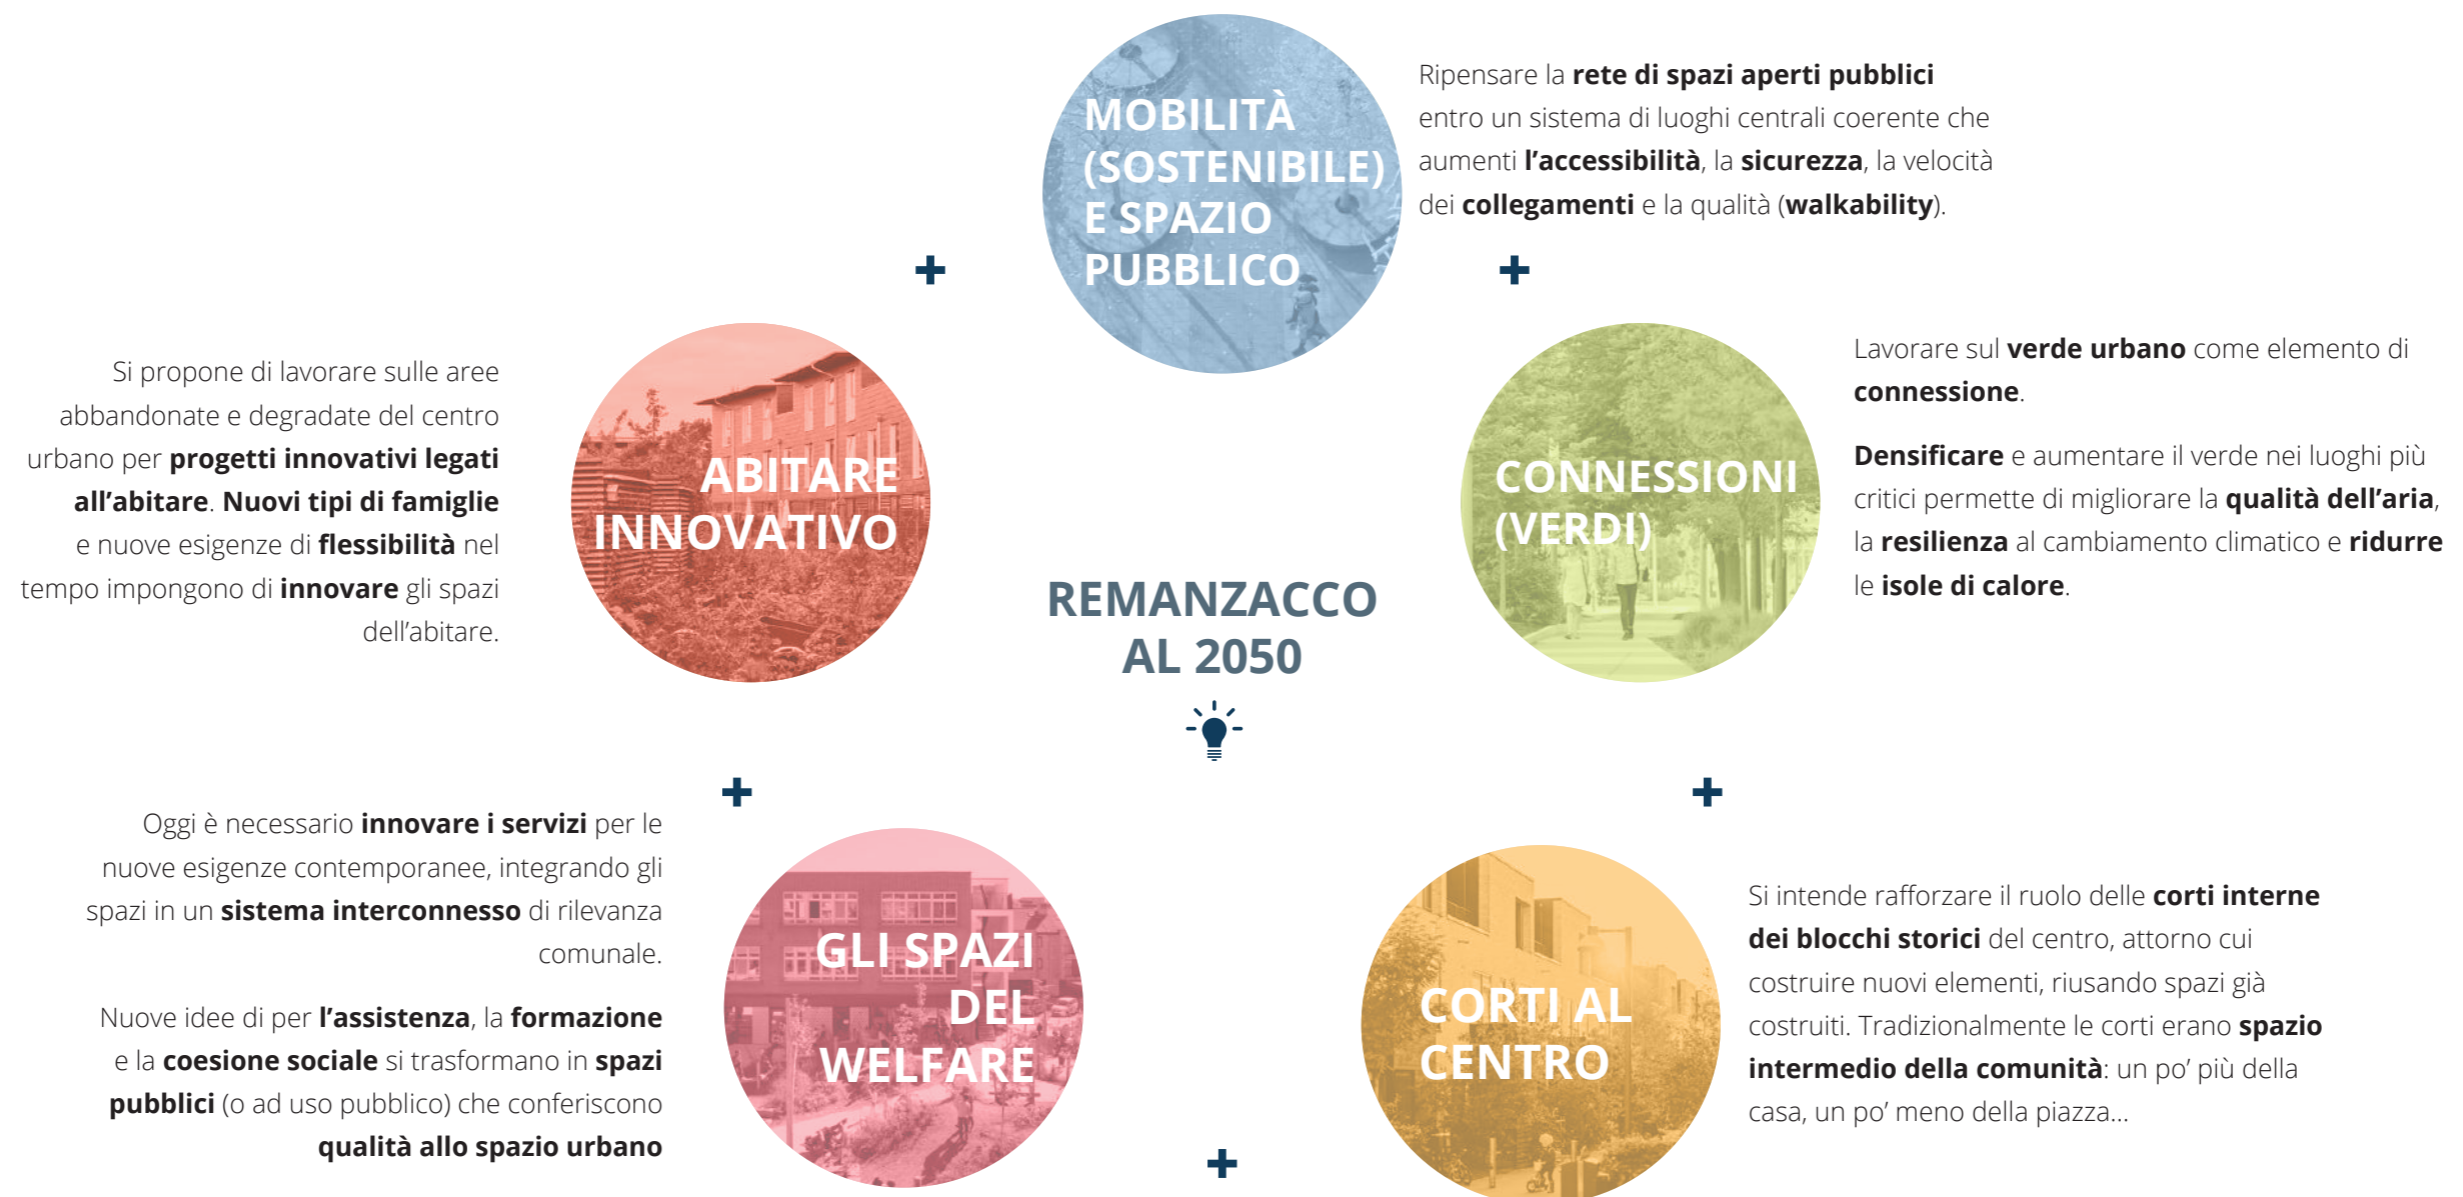 MOBILITÀ
(SOSTENIBILE)
E SPAZIO
PUBBLICO
Ripensare la rete di spazi aperti pubblici
entro un sistema di luoghi centrali coerente che
aumenti l’accessibilità, la sicurezza, la velocità
dei collegamenti e la qualità (walkability).
+
+
Si propone di lavorare sulle aree
abbandonate e degradate del centro
urbano per progetti innovativi legati
all’abitare. Nuovi tipi di famiglie
e nuove esigenze di flessibilità nel
tempo impongono di innovare gli spazi
dell’abitare.
ABITARE
INNOVATIVO
CONNESSIONI
(VERDI)
Lavorare sul verde urbano come elemento di
connessione.
Densificare e aumentare il verde nei luoghi più
critici permette di migliorare la qualità dell’aria,
la resilienza al cambiamento climatico e ridurre
le isole di calore.
REMANZACCO
AL 2050
+
+
Oggi è necessario innovare i servizi per le
nuove esigenze contemporanee, integrando gli
spazi in un sistema interconnesso di rilevanza
comunale.
Nuove idee di per l’assistenza, la formazione
e la coesione sociale si trasformano in spazi
pubblici (o ad uso pubblico) che conferiscono
qualità allo spazio urbano
GLI SPAZI
DEL
WELFARE
CORTI AL
CENTRO
Si intende rafforzare il ruolo delle corti interne
dei blocchi storici del centro, attorno cui
costruire nuovi elementi, riusando spazi già
costruiti. Tradizionalmente le corti erano spazio
intermedio della comunità: un po’ più della
casa, un po’ meno della piazza...
+